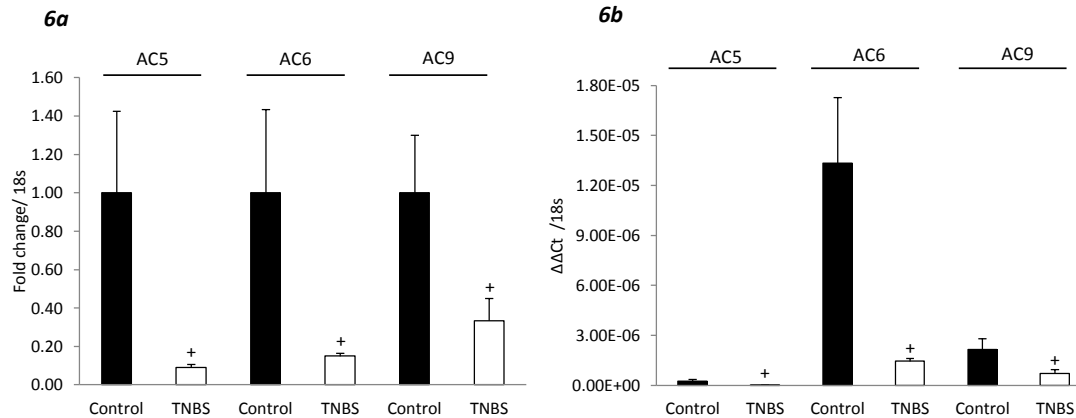 6a
AC5 AC6 AC9
Fold change/ 18s
1.60
1.40
1.20
1.00
0.80
0.60
0.40
0.20
0.00
+ + +
Control TNBS Control TNBS Control TNBS
6b
AC5 AC6 AC9
ΔΔCt /18s
1.80E-05
1.50E-05
1.20E-05
9.00E-06
6.00E-06
3.00E-06
0.00E+00
+ + +
Control TNBS Control TNBS Control TNBS